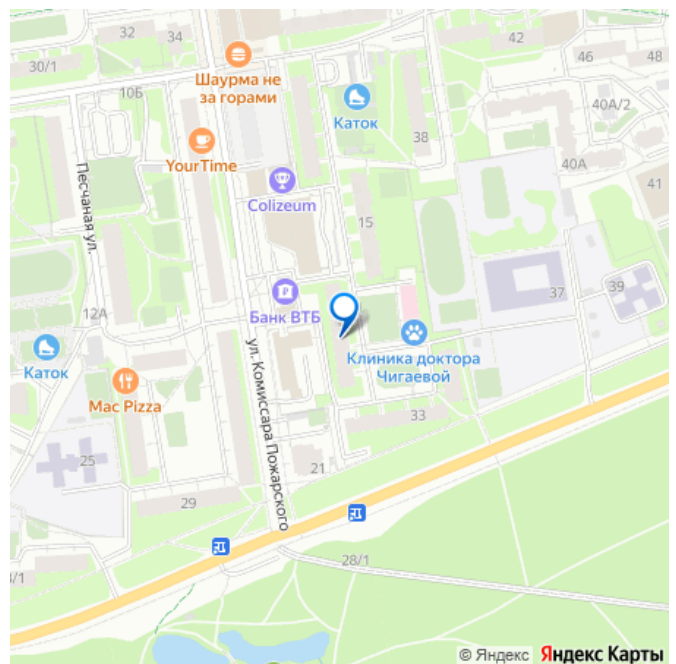 32
34
42
46
48
30/1
Шаурма не
за горами
10Б
40А/2
Каток
38
YourTime
40А
Песчаная ул.
Colizeum
41
15
37
39
12А
Банк ВТБ
Клиника доктора
Чигаевой
ул. Комиссара Пожарского
Каток
Mac Pizza
33
25
21
29
28/1
/1
© Яндекс Яндекс Карты